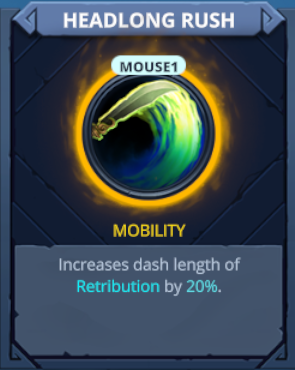 HEADLONG RUSH
MOUSE1
MOBILITY
Increases dash length of
Retribution by 20%.